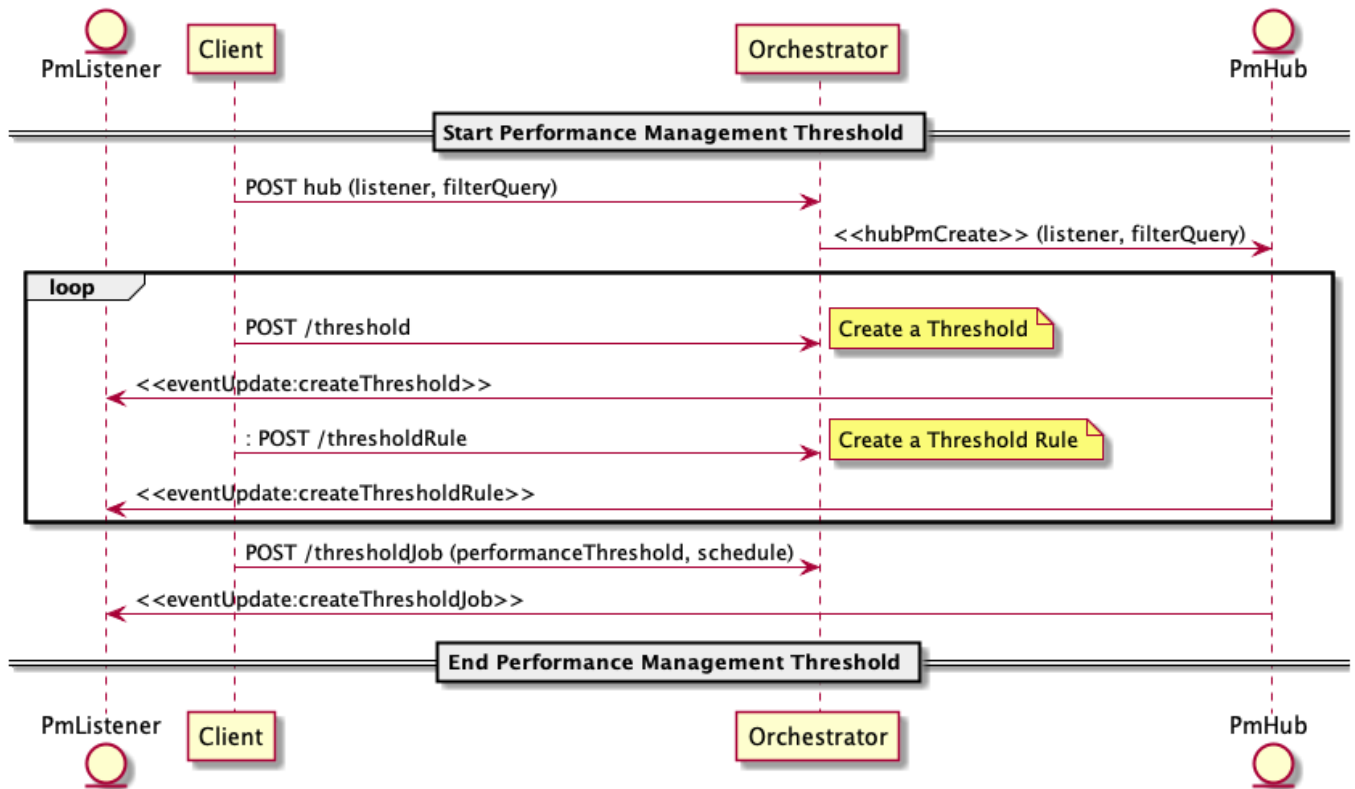 PmListener
Client
Orchestrator
PmHub
Start Performance Management Threshold
POST hub (listener, filterQuery)
<<hubPmCreate>> (listener, filterQuery)
loop
POST /threshold
Create a Threshold
<<eventUpdate:createThreshold>>
: POST /thresholdRule
Create a Threshold Rule
<<eventUpdate:createThresholdRule>>
POST /thresholdJob (performanceThreshold, schedule)
<<eventUpdate:createThresholdJob>>
End Performance Management Threshold
PmListener
Client
Orchestrator
PmHub